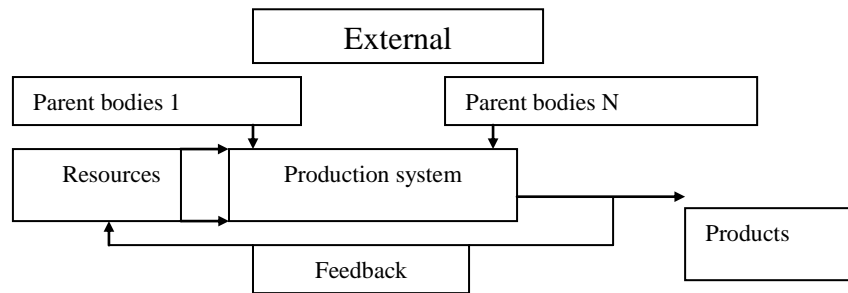 External
Parent bodies 1
Parent bodies N
Resources
Production system
Products
Feedback